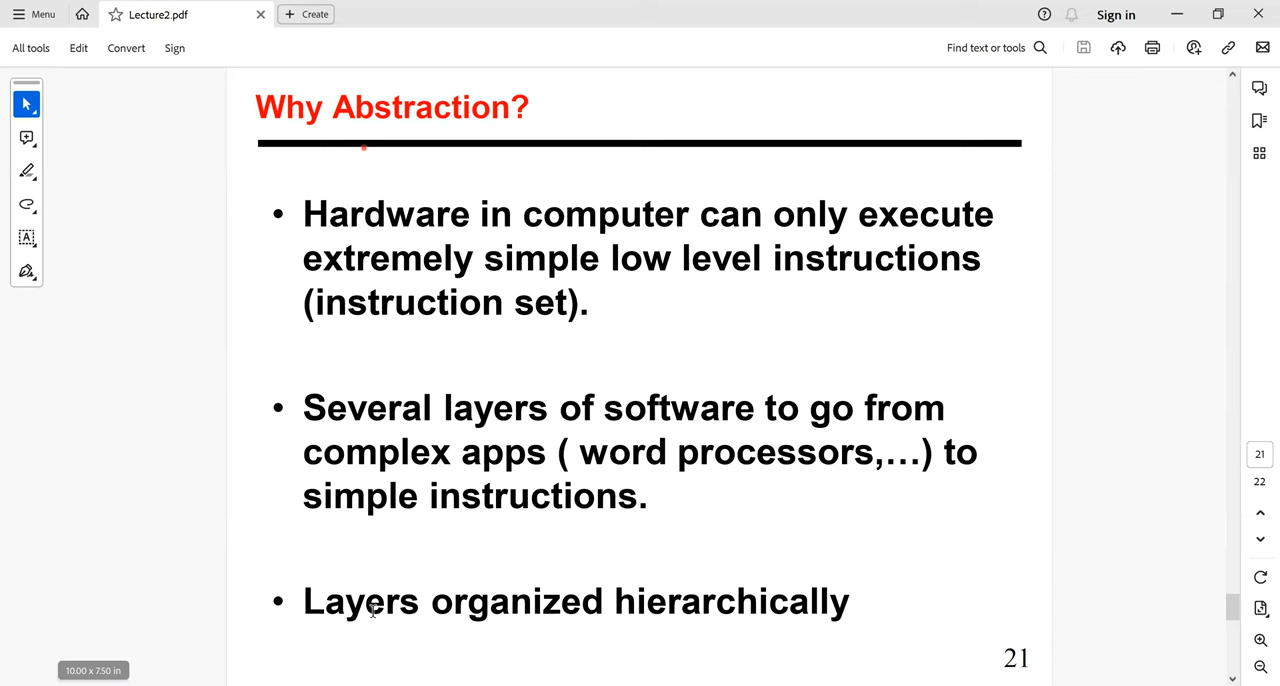 Menu
Lecture2.pdf
Create
Sign in
All tools Edit Convert Sign
Find text or tools
Why Abstraction?
• Hardware in computer can only execute
extremely simple low level instructions
(instruction set).
• Several layers of software to go from
complex apps ( word processors,…) to
simple instructions.
• Layers organized hierarchically
21
21
22
10.00 x 7.50 in